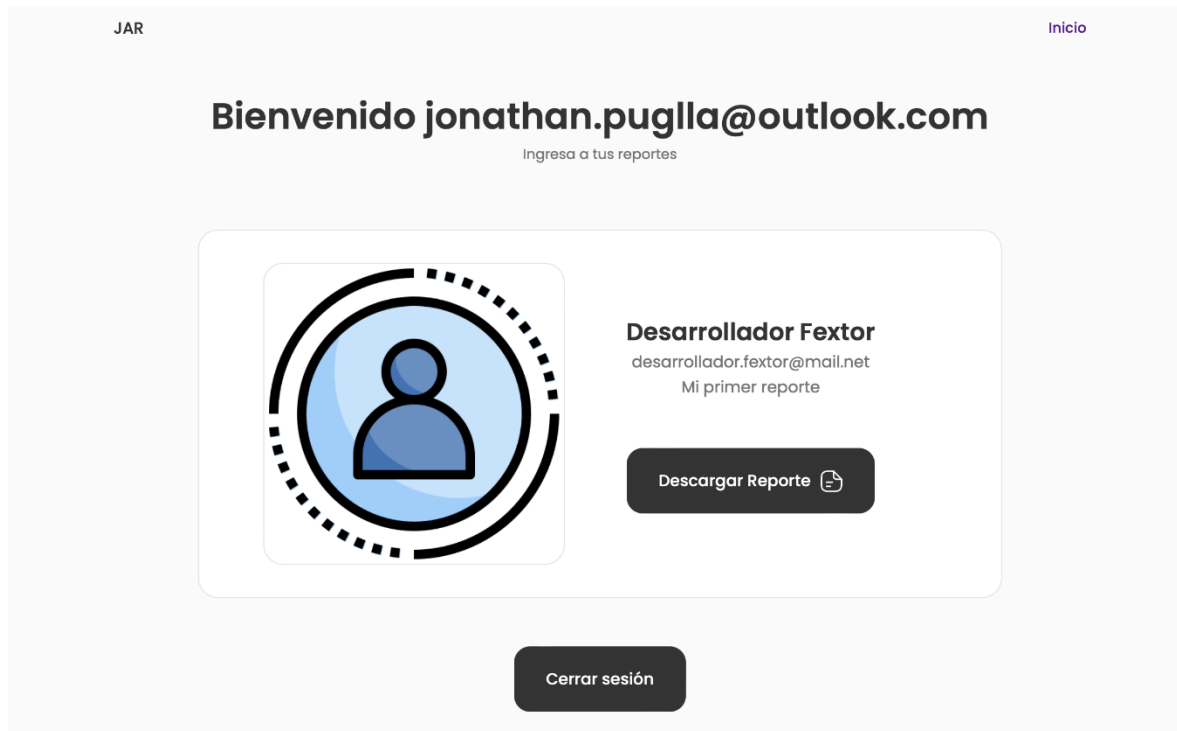 JAR
Inicio
Bienvenido jonathan.puglla@outlook.com
Ingresa a tus reportes
Desarrollador Fextor
desarrollador.fextor@mail.net
Mi primer reporte
Descargar Reporte
Cerrar sesión